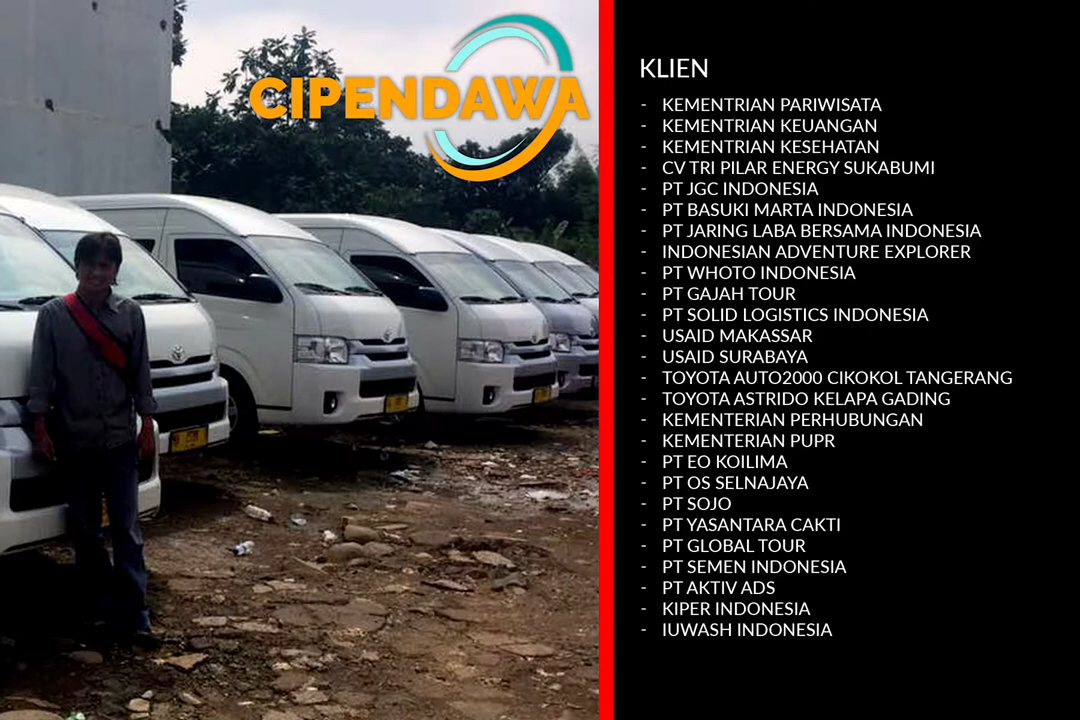 CIPENDAWA
KLIEN
- KEMENTRIAN PARIWISATA
- KEMENTRIAN KEUANGAN
- KEMENTRIAN KESEHATAN
- CV TRI PILAR ENERGY SUKABUMI
- PT JGC INDONESIA
- PT BASUKI MARTA INDONESIA
- PT JARING LABA BERSAMA INDONESIA
- INDONESIAN ADVENTURE EXPLORER
- PT WHOTO INDONESIA
- PT GAJAH TOUR
- PT SOLID LOGISTICS INDONESIA
- USAID MAKASSAR
- USAID SURABAYA
- TOYOTA AUTO2000 CIKOKOL TANGERANG
- TOYOTA ASTRIDO KELAPA GADING
- KEMENTERIAN PERHUBUNGAN
- KEMENTERIAN PUPR
- PT EO KOILIMA
- PT OS SELNAJAYA
- PT SOJO
- PT YASANTARA CAKTI
- PT GLOBAL TOUR
- PT SEMEN INDONESIA
- PT AKTIV ADS
- KIPER INDONESIA
- IUWASH INDONESIA